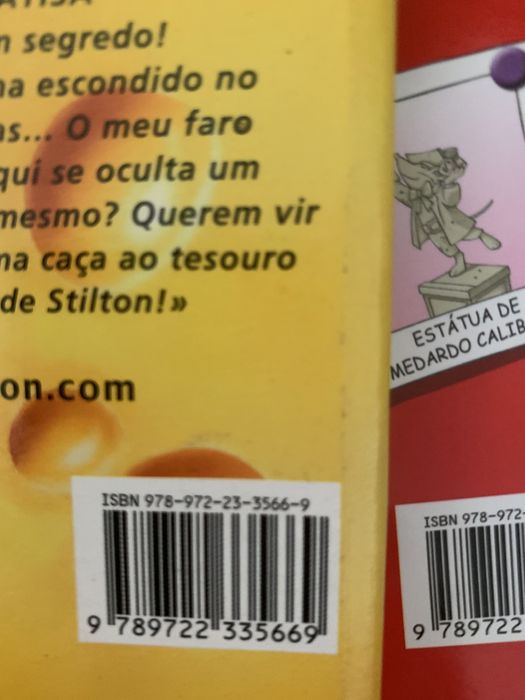 n segredo!
na escondido no
as... O meu faro
qui se oculta um
mesmo? Querem vir
ma caça ao tesouro
de Stilton!»
on.com
ISBN 978-972-23-3566-9
9 789722 335669
ESTÁTUA DE
MEDARDO CALIB
ISBN 978-972-
9 789722